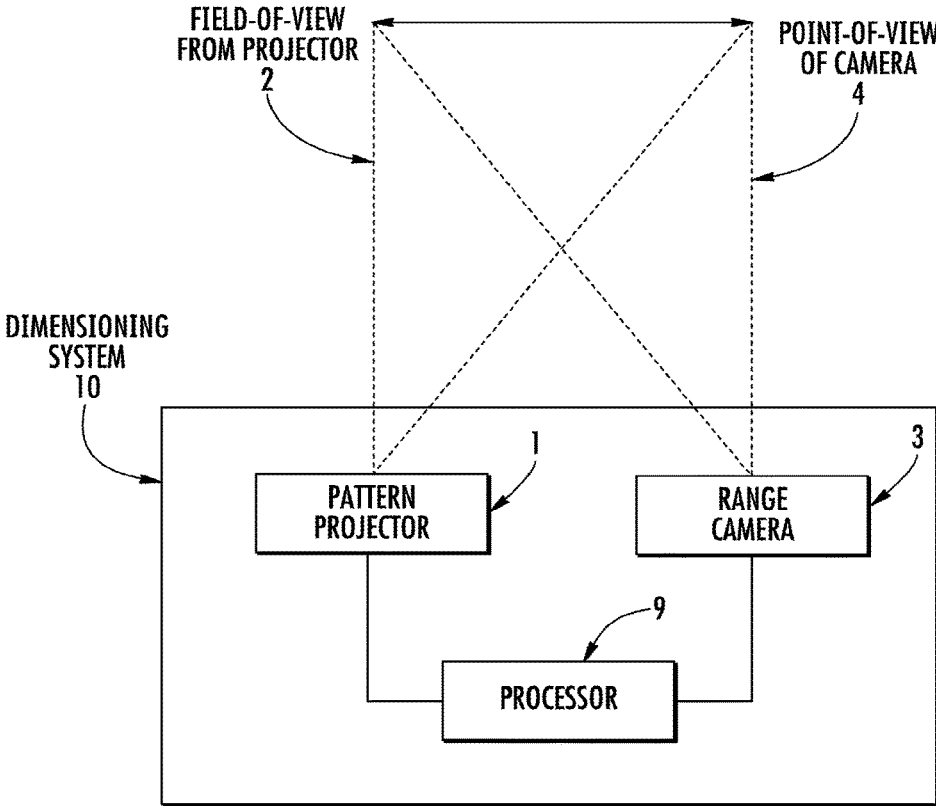 FIELD-OF-VIEW
FROM PROJECTOR
2
POINT-OF-VIEW
OF CAMERA
4
DIMENSIONING
SYSTEM
10
1
PATTERN
PROJECTOR
3
RANGE
CAMERA
9
PROCESSOR